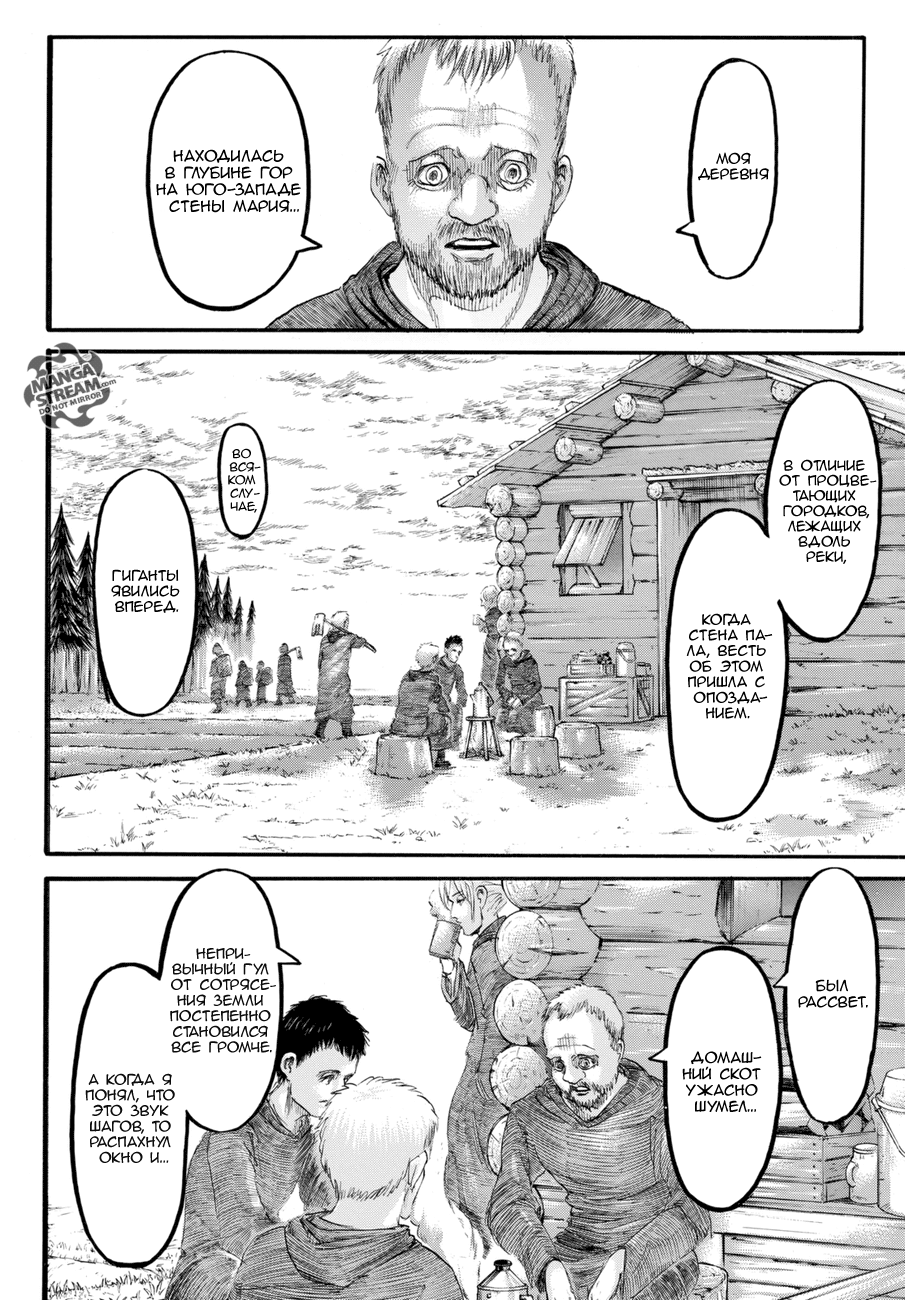 МОЯ
ДЕРЕВНЯ
НАХОДИЛАСЬ
В ГЛУБИНЕ ГОР
НА ЮГО-ЗАПАДЕ
СТЕНЫ МАРИЯ...
В ОТЛИЧИЕ
ОТ ПРОЦВЕ-
ТАЮЩИХ
ГОРОДКОВ,
ЛЕЖАЩИХ
ВДОЛЬ
РЕКИ,
КОГДА
СТЕНА ПА-
ЛА, ВЕСТЬ
ОБ ЭТОМ
ПРИШЛА С
ОПОЗДА-
НИЕМ.
ВО
ВСЯ-
КОМ
СЛУ-
ЧАЕ,
ГИГАНТЫ
ЯВИЛИСЬ
ВПЕРЕД.
MANGA
STREAM.com
DO NOT MIRROR
БЫЛ
РАССВЕТ.
ДОМАШ-
НИЙ СКОТ
УЖАСНО
ШУМЕЛ...
НЕПРИ-
ВЫЧНЫЙ ГУЛ
ОТ СОТРЯСЕ-
НИЯ ЗЕМЛИ
ПОСТЕПЕННО
СТАНОВИЛСЯ
ВСЕ ГРОМЧЕ.
А КОГДА Я
ПОНЯЛ, ЧТО
ЭТО ЗВУК
ШАГОВ, ТО
РАСПАХНУЛ
ОКНО И...